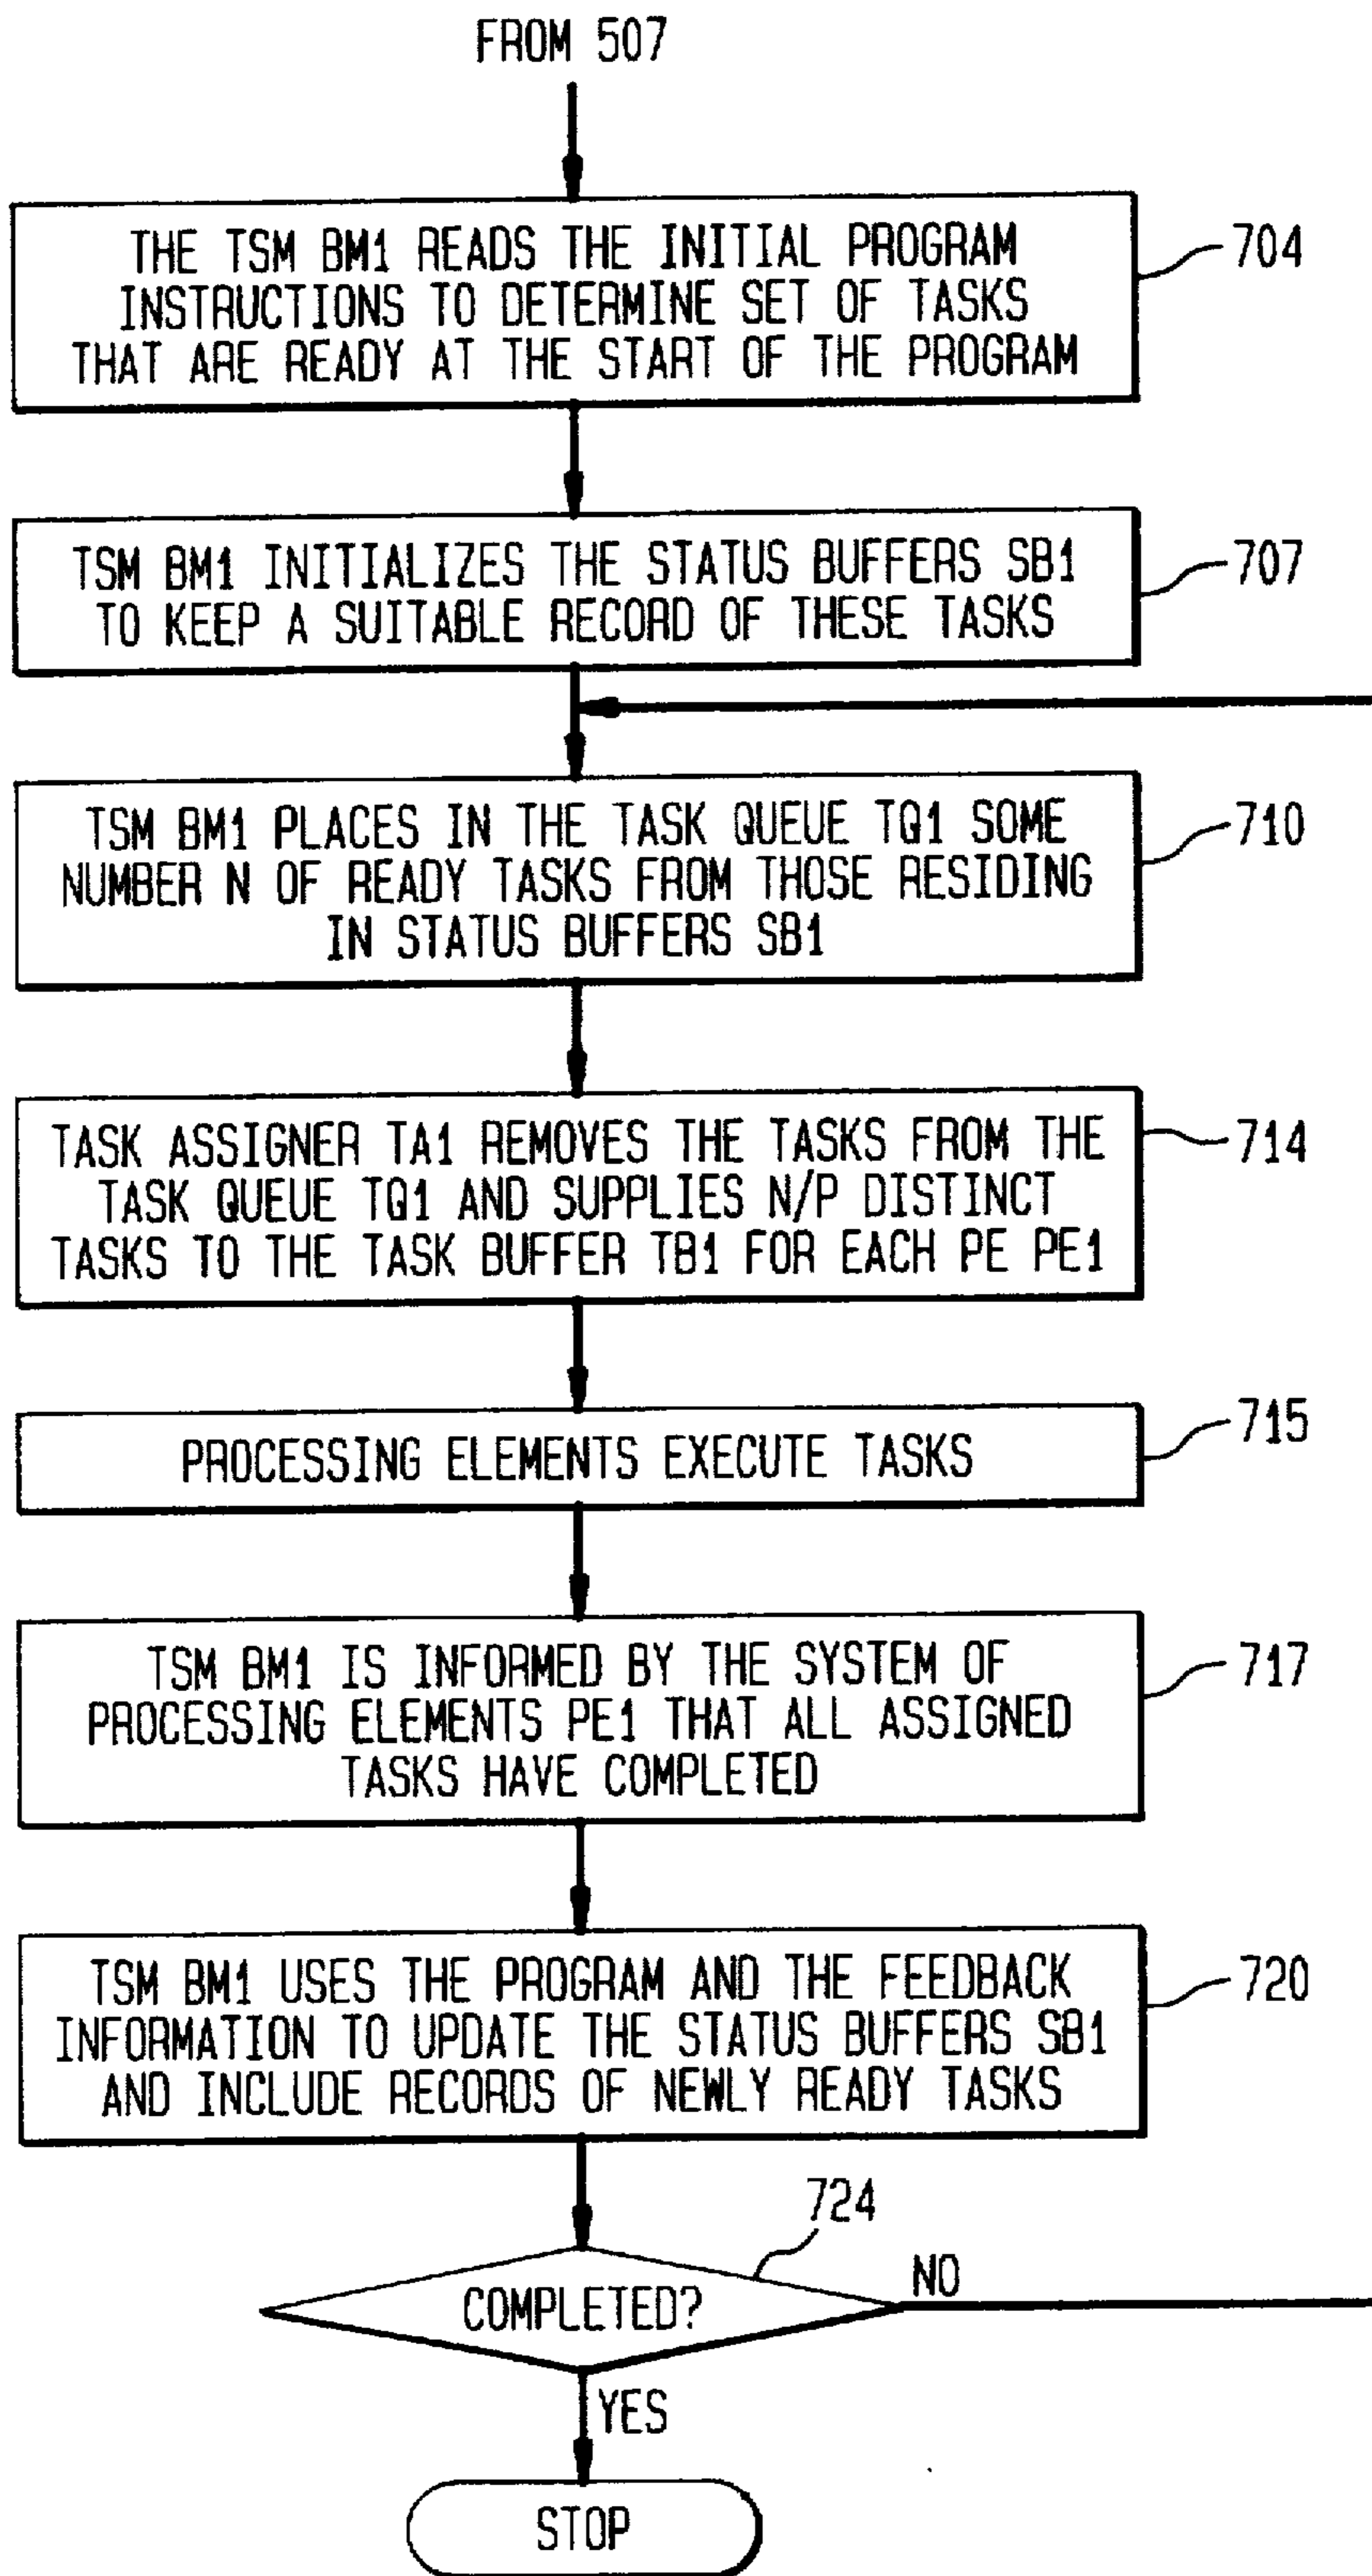 FROM 507
THE TSM BM1 READS THE INITIAL PROGRAM
INSTRUCTIONS TO DETERMINE SET OF TASKS
THAT ARE READY AT THE START OF THE PROGRAM
704
TSM BM1 INITIALIZES THE STATUS BUFFERS SB1
TO KEEP A SUITABLE RECORD OF THESE TASKS
707
TSM BM1 PLACES IN THE TASK QUEUE TQ1 SOME
NUMBER N OF READY TASKS FROM THOSE RESIDING
IN STATUS BUFFERS SB1
710
TASK ASSIGNER TA1 REMOVES THE TASKS FROM THE
TASK QUEUE TQ1 AND SUPPLIES N/P DISTINCT
TASKS TO THE TASK BUFFER TB1 FOR EACH PE PE1
714
PROCESSING ELEMENTS EXECUTE TASKS
715
TSM BM1 IS INFORMED BY THE SYSTEM OF
PROCESSING ELEMENTS PE1 THAT ALL ASSIGNED
TASKS HAVE COMPLETED
717
TSM BM1 USES THE PROGRAM AND THE FEEDBACK
INFORMATION TO UPDATE THE STATUS BUFFERS SB1
AND INCLUDE RECORDS OF NEWLY READY TASKS
720
724
COMPLETED?
NO
YES
STOP